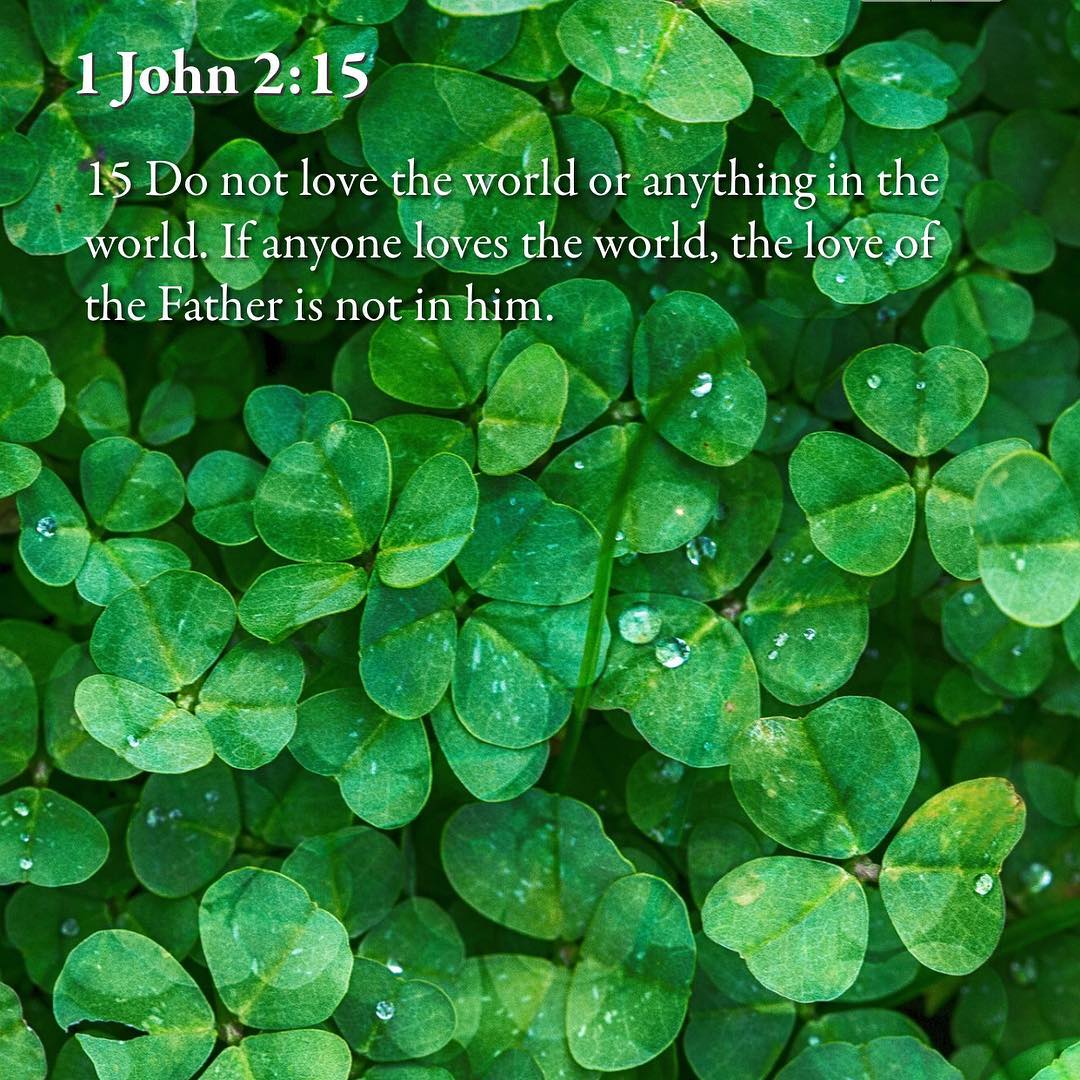 1 John 2:15
15 Do not love the world or anything in the
world. If anyone loves the world, the love of
the Father is not in him.